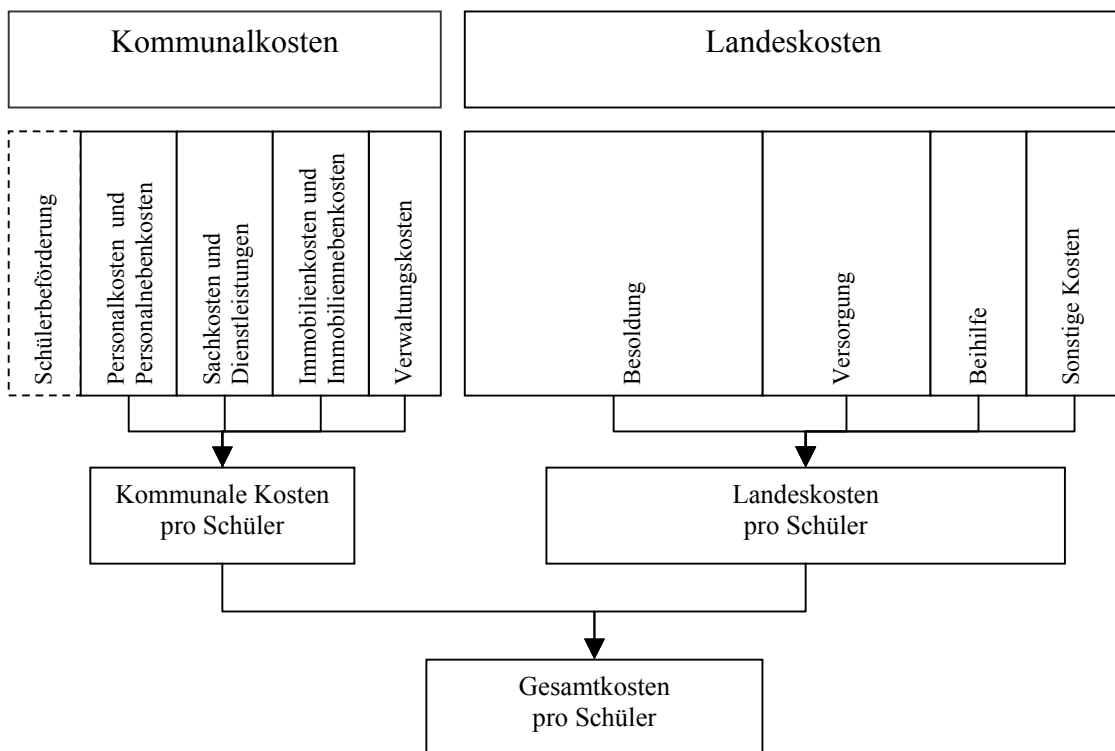 Kommunalkosten
Landeskosten
Schülerbeförderung
Personalkosten und
Personalnebenkosten
Sachkosten und
Dienstleistungen
Immobilienkosten und
Immobiliennebenkosten
Verwaltungskosten
Besoldung
Versorgung
Beihilfe
Sonstige Kosten
Kommunale Kosten
pro Schüler
Landeskosten
pro Schüler
Gesamtkosten
pro Schüler